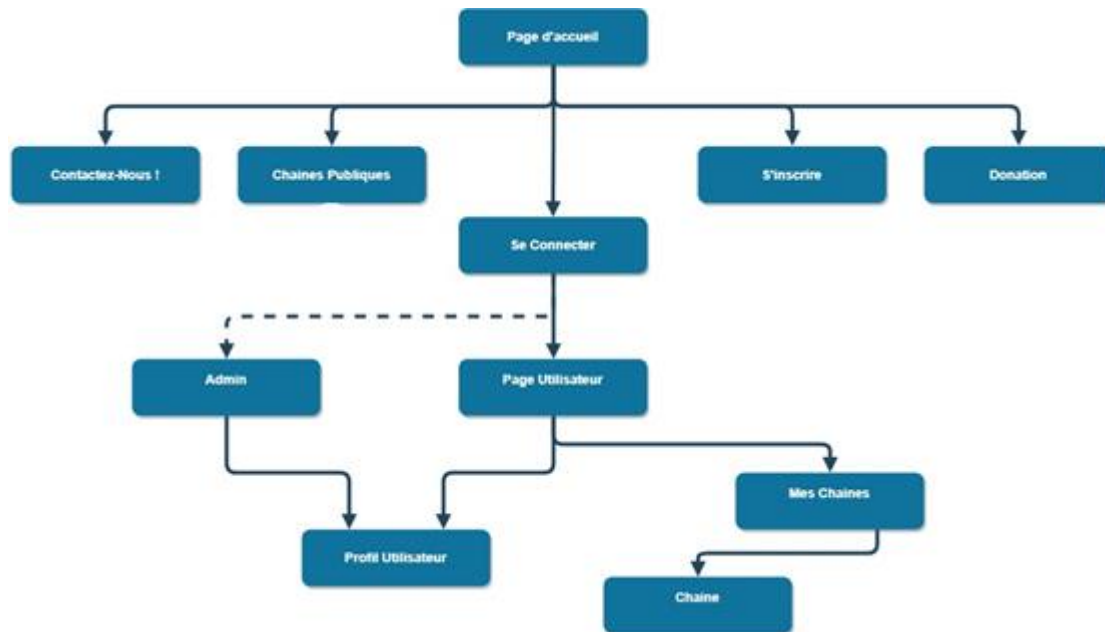 Page d'accueil
Contactez-Nous !
Chaines Publiques
S'inscrire
Donation
Se Connecter
Admin
Page Utilisateur
Mes Chaines
Profil Utilisateur
Chaine